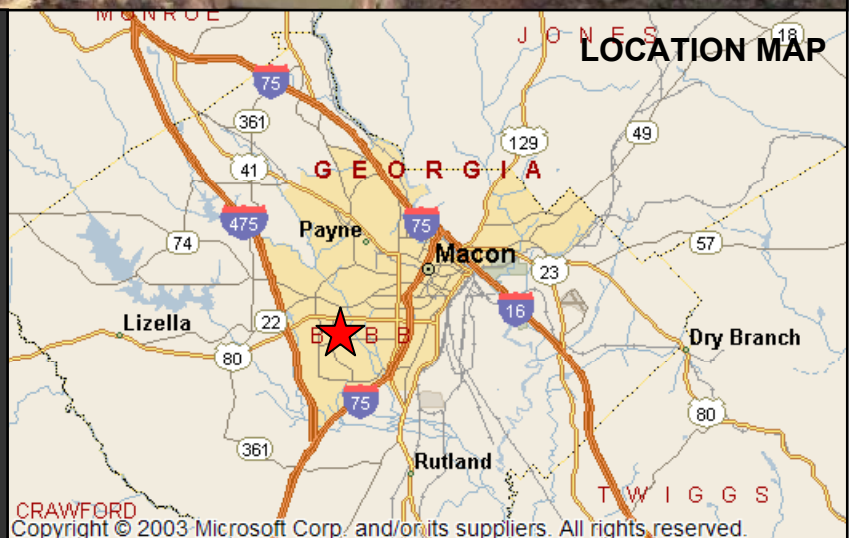 MONROE
JONES
18
LOCATION MAP
75
361
129
49
41
GEORGIA
475
Payne
75
74
Macon
57
23
22
16
Lizella
BIBB
Dry Branch
80
75
80
361
Rutland
TWIGGS
CRAWFORD
Copyright © 2003 Microsoft Corp. and/or its suppliers. All rights reserved.